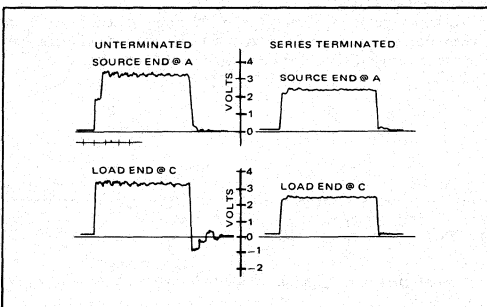 UNTERMINATED
SOURCE END @ A
SERIES TERMINATED
SOURCE END @ A
4
3
2
1
0
VOLTS
LOAD END @ C
LOAD END @ C
4
3
2
1
0
-1
-2
VOLTS